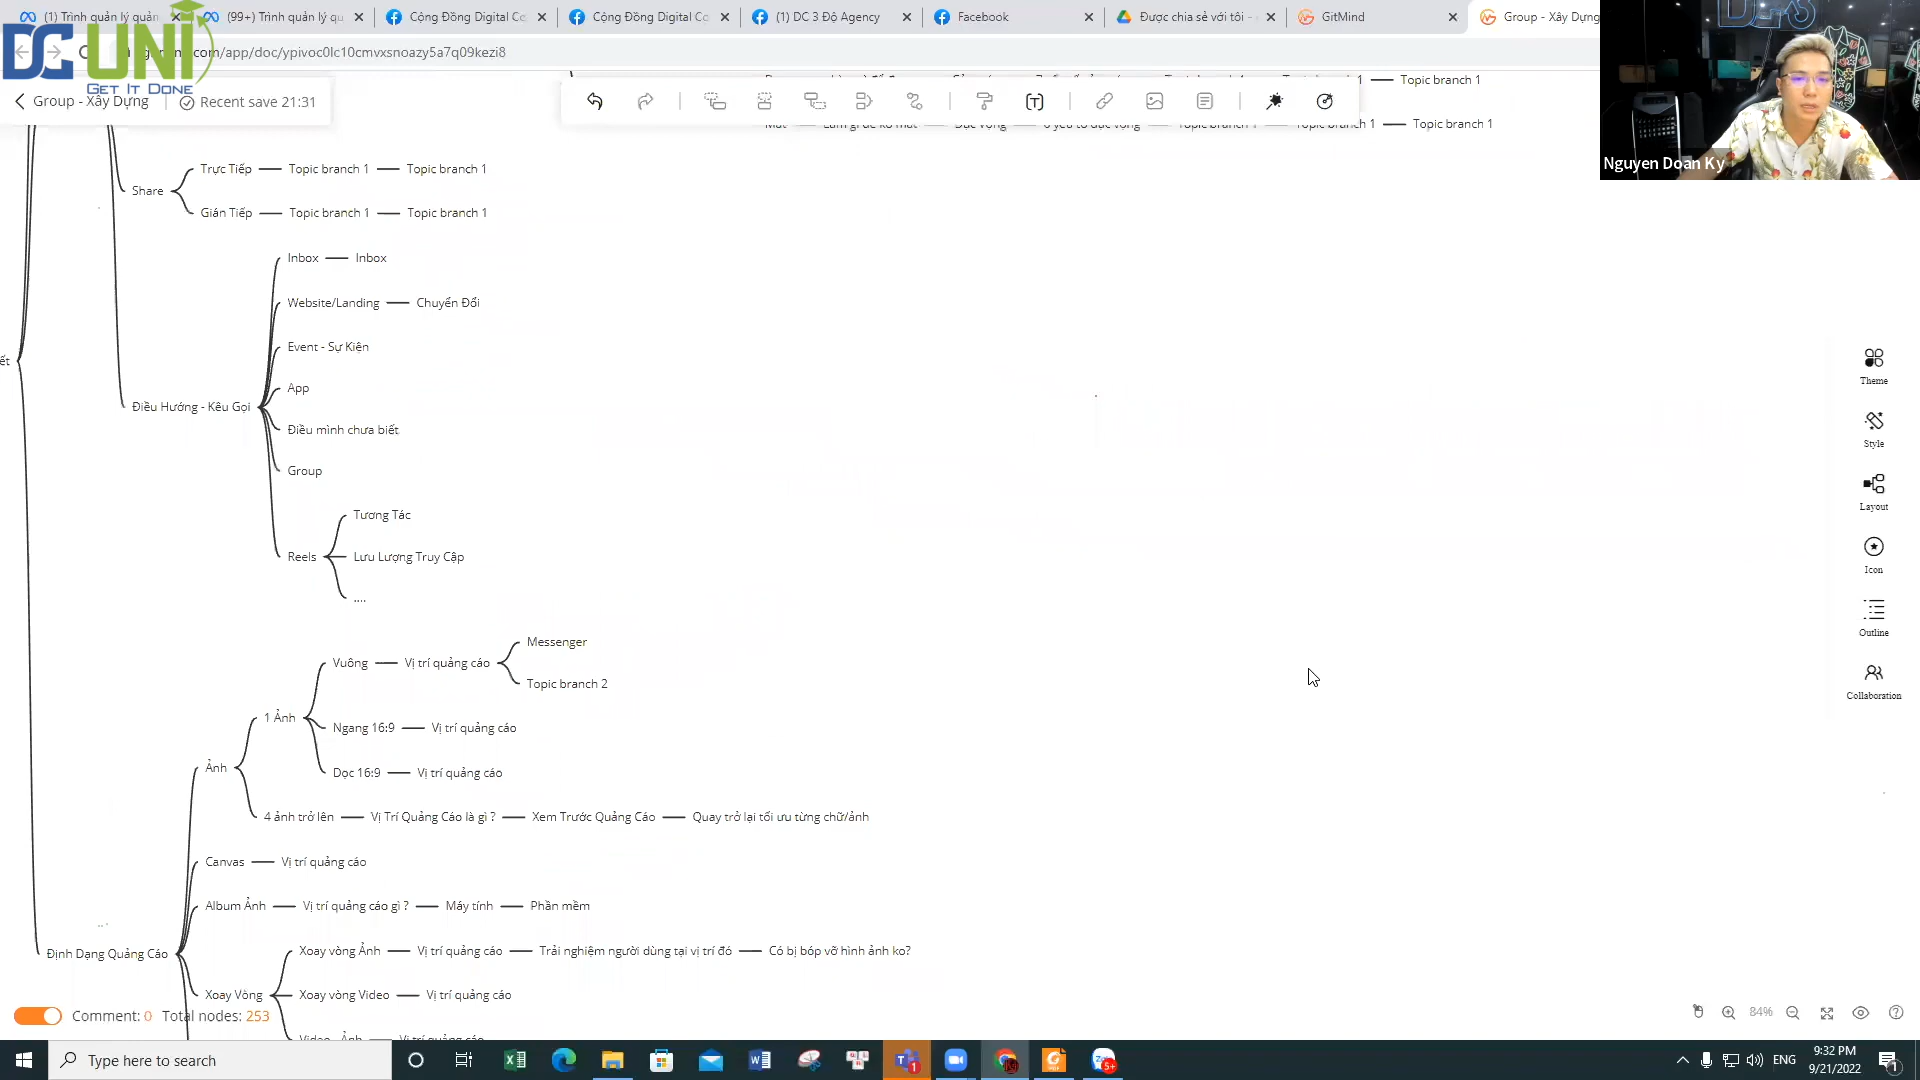 (1) Trình quản lý quản
(99+) Trình quản lý qu
Cộng Đồng Digital Ce
Cộng Đồng Digital Co
(1) DC 3 Độ Agency
Facebook
Được chia sẻ với tôi -
GitMind
Group - Xây Dựng
/app/doc/ypivoc0lc10cmvxsnoazy5a7q09kezi8
DC UNI
GET IT DONE
Group - Xây Dựng
Recent save 21:31
Topic branch 1
Topic branch 1
Nguyen Doan Ky
Share
Trực Tiếp
Topic branch 1
Topic branch 1
Gián Tiếp
Topic branch 1
Topic branch 1
Điều Hướng - Kêu Gọi
Inbox
Inbox
Website/Landing
Chuyển Đổi
Event - Sự Kiện
App
Điều mình chưa biết
Group
Reels
Tương Tác
Lưu Lượng Truy Cập
....
Định Dạng Quảng Cáo
Ảnh
1 Ảnh
Vuông
Vị trí quảng cáo
Messenger
Topic branch 2
Ngang 16:9
Vị trí quảng cáo
Dọc 16:9
Vị trí quảng cáo
4 ảnh trở lên
Vị Trí Quảng Cáo là gì ?
Xem Trước Quảng Cáo
Quay trở lại tối ưu từng chữ/ảnh
Canvas
Vị trí quảng cáo
Album Ảnh
Vị trí quảng cáo gì ?
Máy tính
Phần mềm
Xoay Vòng
Xoay vòng Ảnh
Vị trí quảng cáo
Trải nghiệm người dùng tại vị trí đó
Có bị bóp vỡ hình ảnh ko?
Xoay vòng Video
Vị trí quảng cáo
Theme
Style
Layout
Icon
Outline
Collaboration
Comment: 0
Total nodes: 253
84%
Type here to search
ENG
9:32 PM
9/21/2022